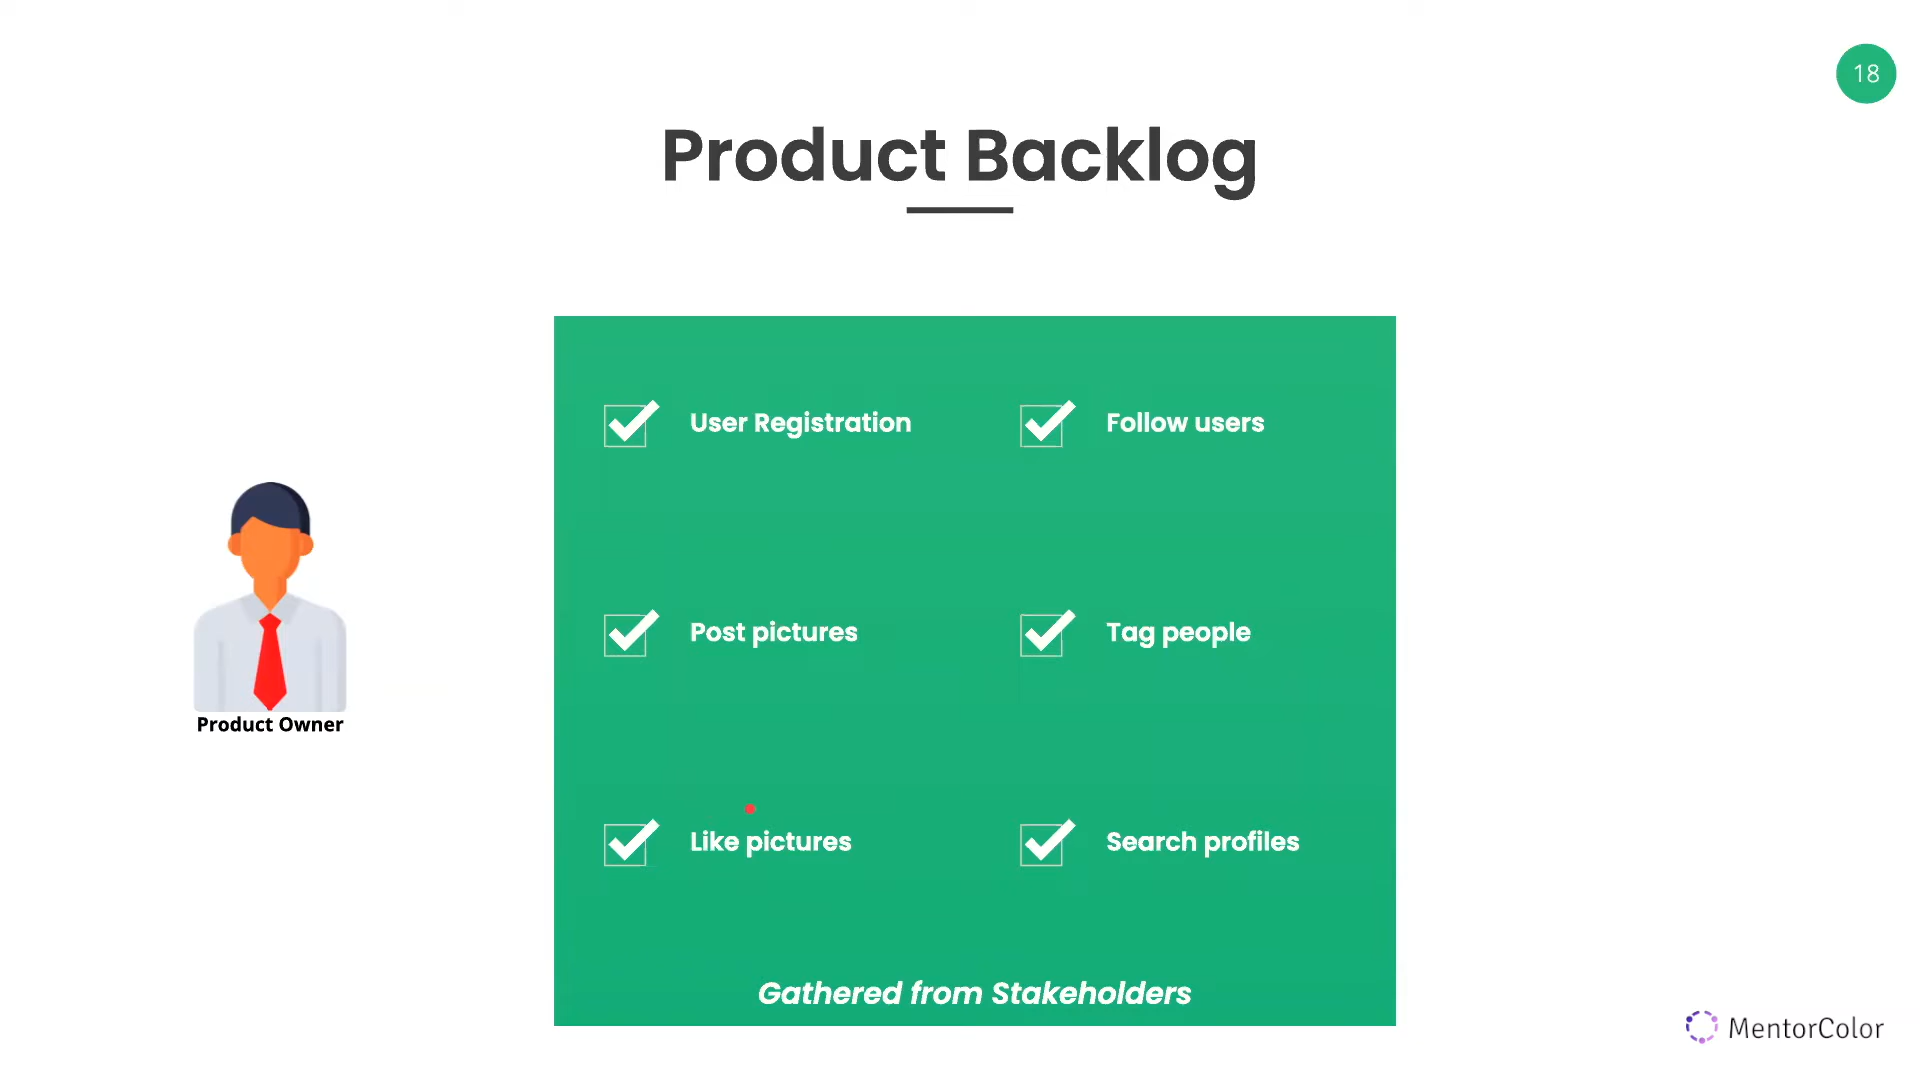 18
Product Backlog
User Registration
Follow users
Post pictures
Tag people
Like pictures
Search profiles
Gathered from Stakeholders
Product Owner
MentorColor